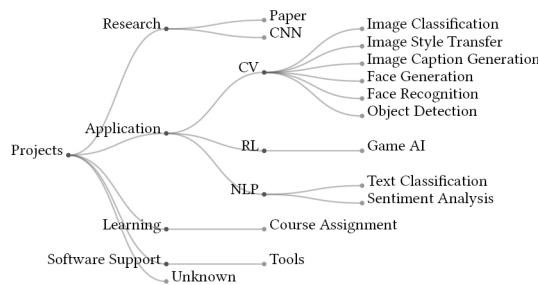 Projects
Research
Paper
CNN
Application
CV
Image Classification
Image Style Transfer
Image Caption Generation
Face Generation
Face Recognition
Object Detection
RL
Game AI
NLP
Text Classification
Sentiment Analysis
Learning
Course Assignment
Software Support
Tools
Unknown